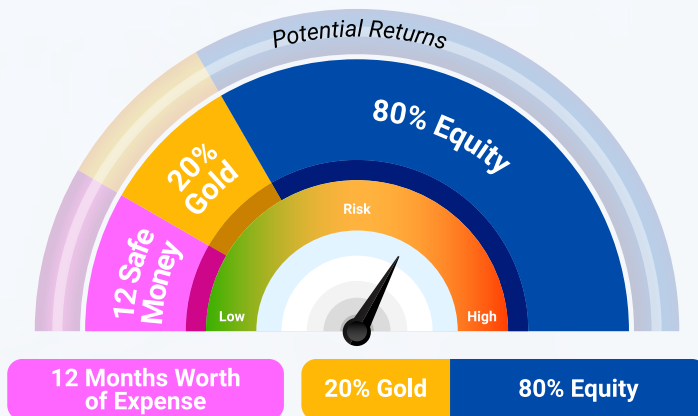 Potential Returns
80% Equity
20%
Gold
12 Safe
Money
Risk
Low
High
12 Months Worth
of Expense
20% Gold
80% Equity